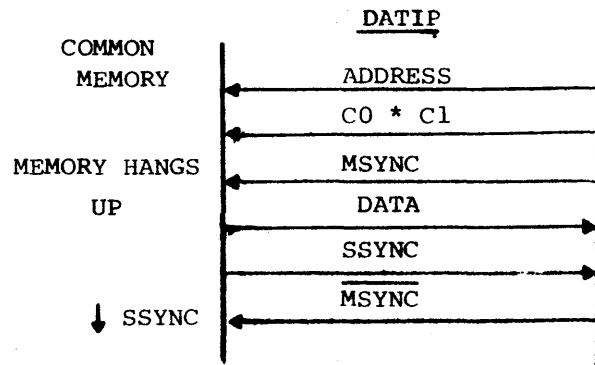 DATIP
COMMON
MEMORY
ADDRESS
C0 * C1
MEMORY HANGS
UP
MSYNC
DATA
SSYNC
MSYNC
↓ SSYNC